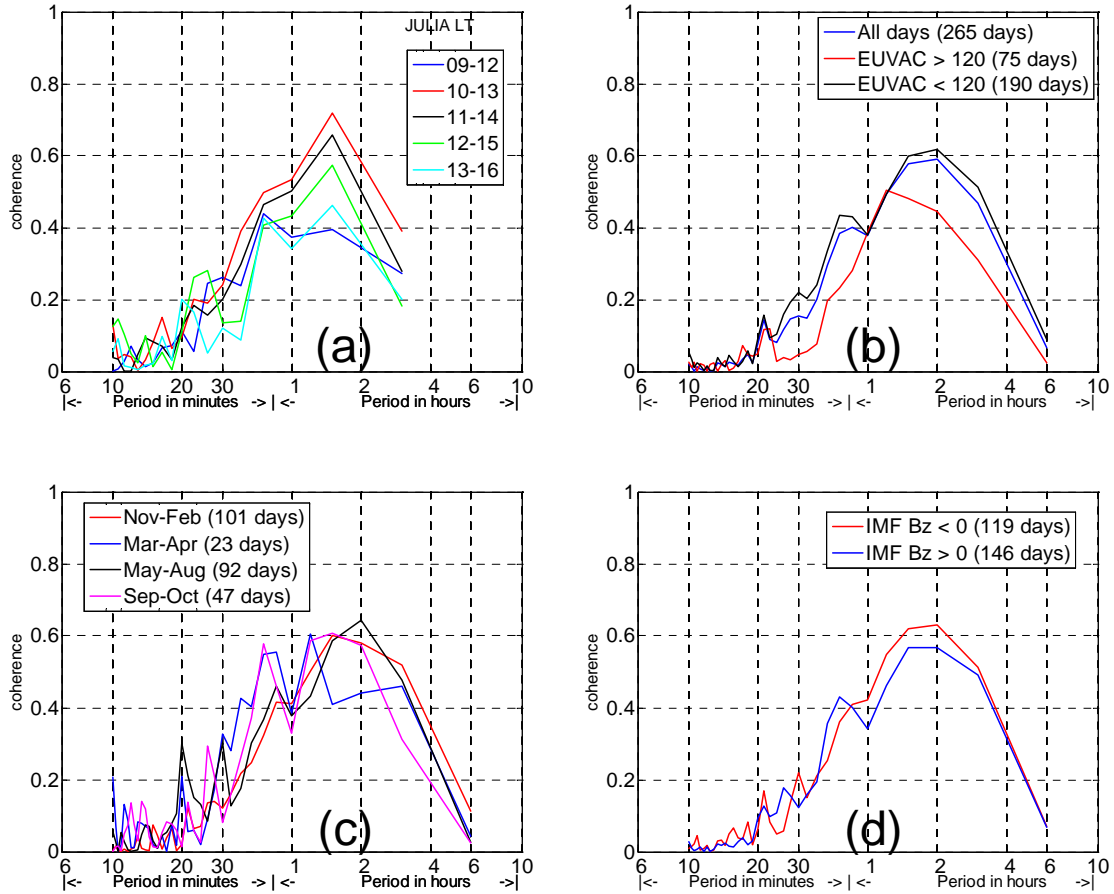 JULIA LT
09-12
10-13
11-14
12-15
13-16
1
0.8
0.6
0.4
0.2
0
coherence
(a)
6 10 20 30 1 2 4 6 10
|<- Period in minutes -> | <- Period in hours ->|
All days (265 days)
EUVAC > 120 (75 days)
EUVAC < 120 (190 days)
1
0.8
0.6
0.4
0.2
0
coherence
(b)
6 10 20 30 1 2 4 6 10
|<- Period in minutes -> | <- Period in hours ->|
Nov-Feb (101 days)
Mar-Apr (23 days)
May-Aug (92 days)
Sep-Oct (47 days)
1
0.8
0.6
0.4
0.2
0
coherence
(c)
6 10 20 30 1 2 4 6 10
|<- Period in minutes -> | <- Period in hours ->|
IMF Bz < 0 (119 days)
IMF Bz > 0 (146 days)
1
0.8
0.6
0.4
0.2
0
coherence
(d)
6 10 20 30 1 2 4 6 10
|<- Period in minutes -> | <- Period in hours ->|